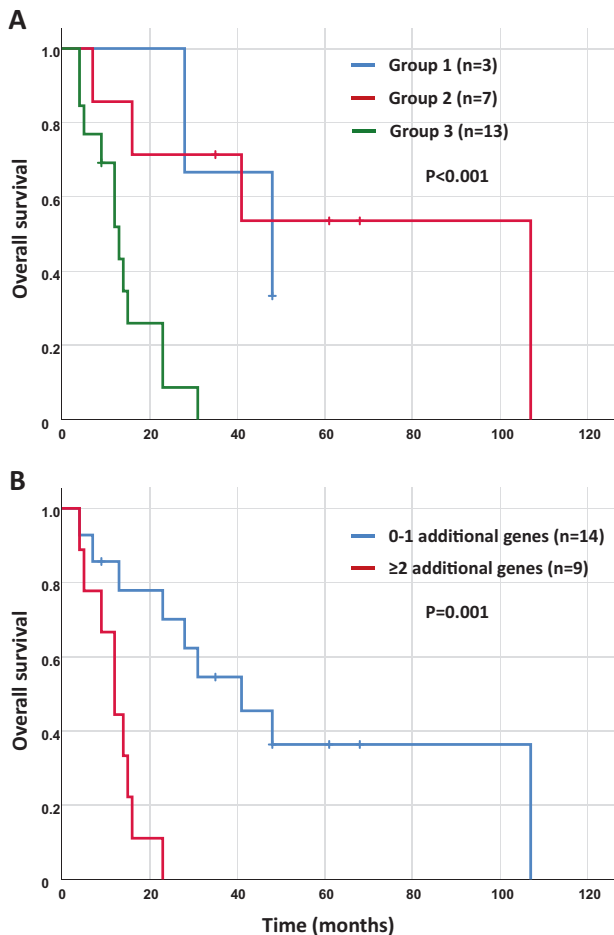 A
Overall survival
1.0
0.8
0.6
0.4
0.2
0
0 20 40 60 80 100 120
Group 1 (n=3)
Group 2 (n=7)
Group 3 (n=13)
P<0.001
B
Overall survival
1.0
0.8
0.6
0.4
0.2
0
0 20 40 60 80 100 120
0-1 additional genes (n=14)
≥2 additional genes (n=9)
P=0.001
Time (months)